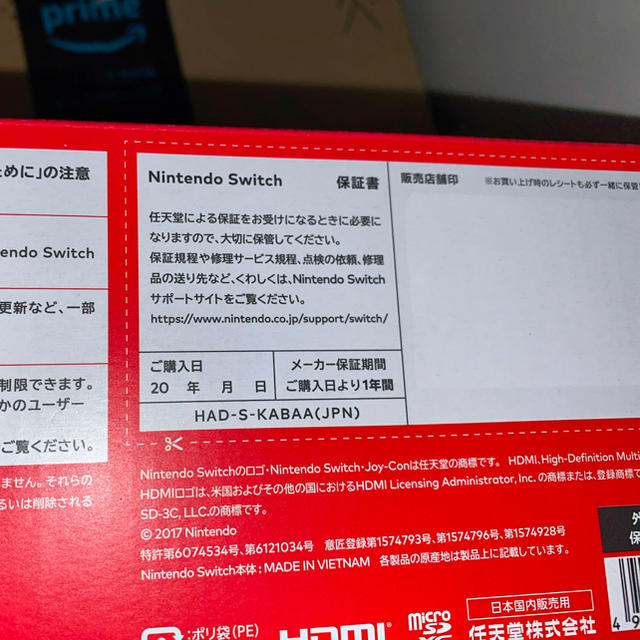 prime
ために」の注意
Nintendo Switch 保証書
販売店舗印 ※お買い上げ時のレシートも必ず一緒に保管
任天堂による保証をお受けになるときに必要に
なりますので、大切に保管してください。
保証規程や修理サービス規程、点検の依頼、修理
品の送り先など、くわしくは、Nintendo Switch
サポートサイトをご覧ください。
https://www.nintendo.co.jp/support/switch/
ご購入日
20 年 月 日
メーカー保証期間
ご購入日より1年間
HAD-S-KABAA(JPN)
endo Switch
更新など、一部
制限できます。
かのユーザー
ご覧ください。
ません。それらの
るいは削除される
Nintendo Switchのロゴ・Nintendo Switch・Joy-Conは任天堂の商標です。 HDMI、High-Definition Multi
HDMIロゴは、米国およびその他の国におけるHDMI Licensing Administrator, Inc. の商標または、登録商標で
SD-3C, LLC.の商標です。
© 2017 Nintendo
特許第6074534号、第6121034号 意匠登録第1574793号、第1574796号、第1574928号
Nintendo Switch本体:MADE IN VIETNAM 各製品の原産地は製品上に記載しています。
:ポリ袋(PE)
HDMI
micro
SD
XC
日本国内販売用
任天堂株式会社
保
4 9